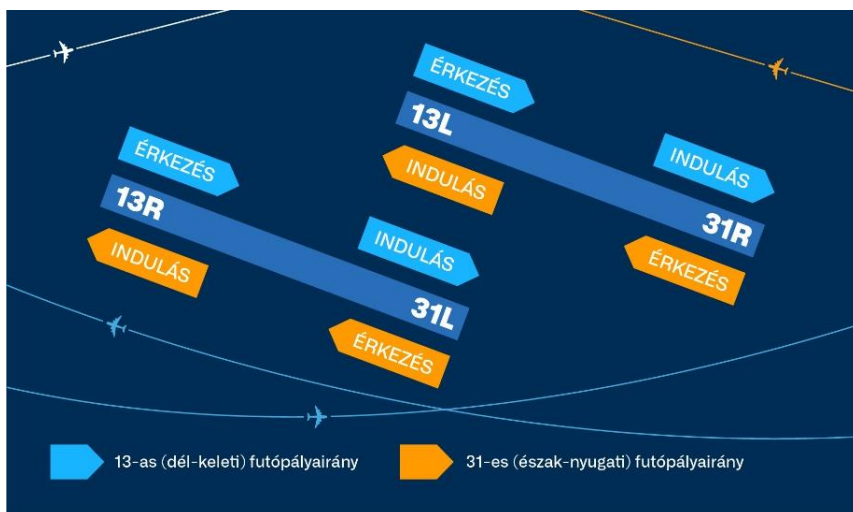 ÉRKEZÉS
13L
INDULÁS
INDULÁS
31R
ÉRKEZÉS
ÉRKEZÉS
13R
INDULÁS
INDULÁS
31L
ÉRKEZÉS
13-as (dél-keleti) futópályairány
31-es (észak-nyugati) futópályairány